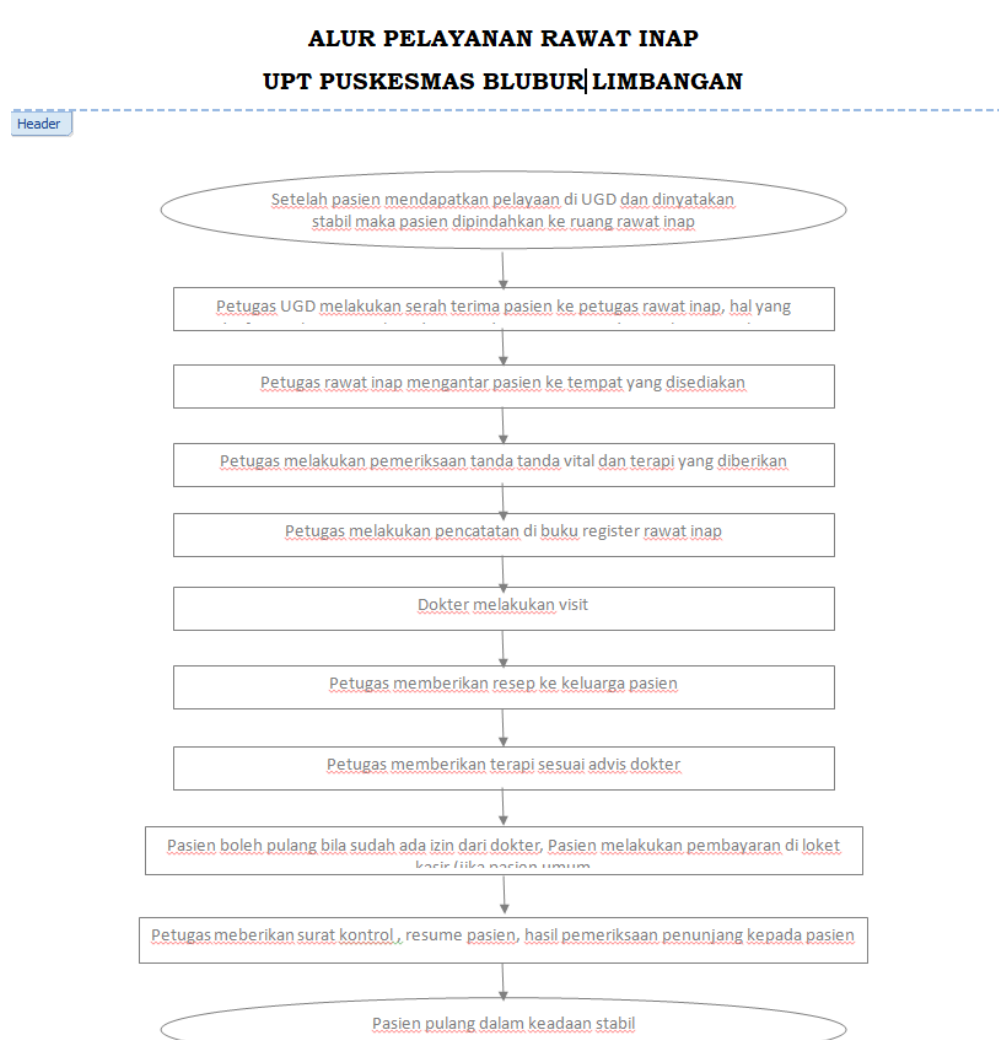 ALUR PELAYANAN RAWAT INAP
UPT PUSKESMAS BLUBUR LIMBANGAN
Header
Setelah pasien mendapatkan pelayaan di UGD dan dinyatakan
stabil maka pasien dipindahkan ke ruang rawat inap
Petugas UGD melakukan serah terima pasien ke petugas rawat inap, hal yang
Petugas rawat inap mengantar pasien ke tempat yang disediakan
Petugas melakukan pemeriksaan tanda tanda vital dan terapi yang diberikan
Petugas melakukan pencatatan di buku register rawat inap
Dokter melakukan visit
Petugas memberikan resep ke keluarga pasien
Petugas memberikan terapi sesuai advis dokter
Pasien boleh pulang bila sudah ada izin dari dokter, Pasien melakukan pembayaran di loket
kasir (jika pasien umum
Petugas meberikan surat kontrol , resume pasien, hasil pemeriksaan penunjang kepada pasien
Pasien pulang dalam keadaan stabil